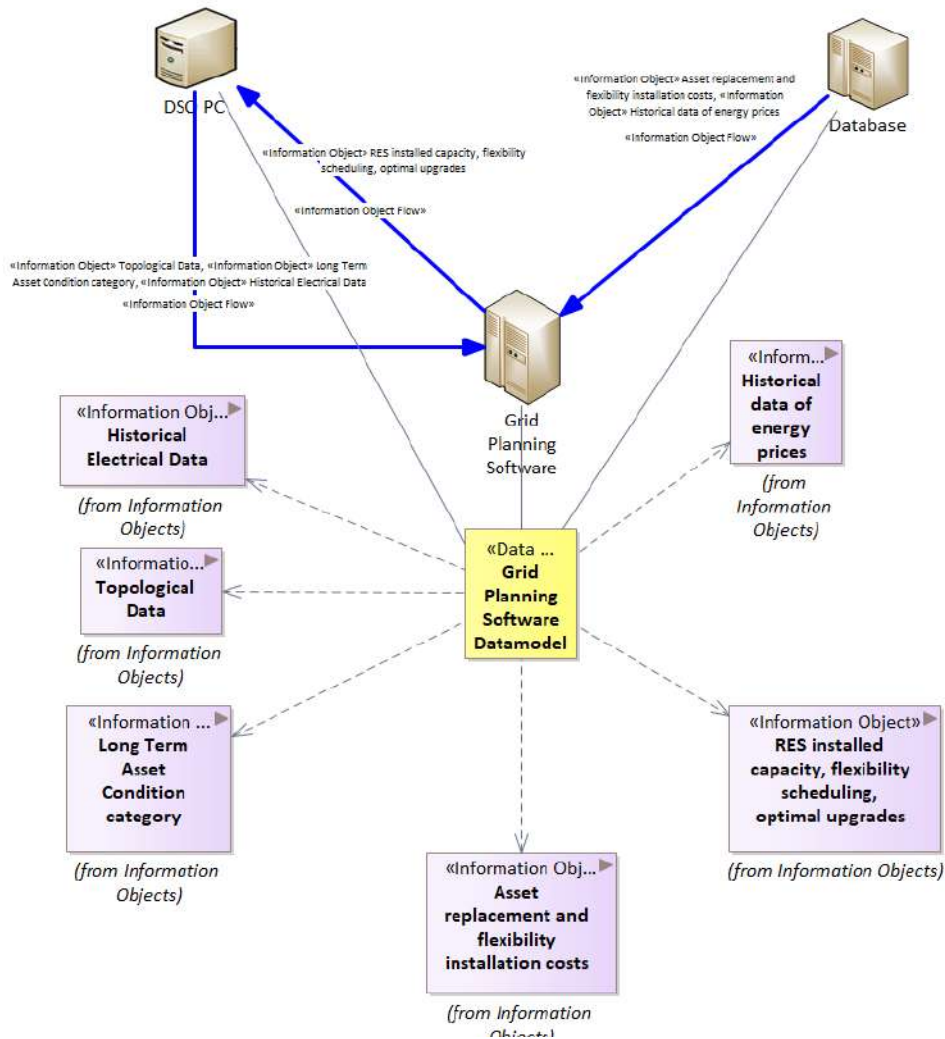 DSO PC
Database
«Information Object» Asset replacement and
flexibility installation costs, «Information
Object» Historical data of energy prices
«Information Object Flow»
«Information Object» RES installed capacity, flexibility
scheduling, optimal upgrades
«Information Object Flow»
«Information Object» Topological Data, «Information Object» Long Term
Asset Condition category, «Information Object» Historical Electrical Data
«Information Object Flow»
Grid
Planning
Software
«Inform...
Historical
data of
energy
prices
(from
Information
Objects)
«Information Obj...
Historical
Electrical Data
(from Information
Objects)
«Data ...
Grid
Planning
Software
Datamodel
«Informatio...
Topological
Data
(from Information
Objects)
«Information ...
Long Term
Asset
Condition
category
(from Information
Objects)
«Information Object»
RES installed
capacity, flexibility
scheduling,
optimal upgrades
(from Information Objects)
«Information Obj...
Asset
replacement and
flexibility
installation costs
(from Information
Objects)